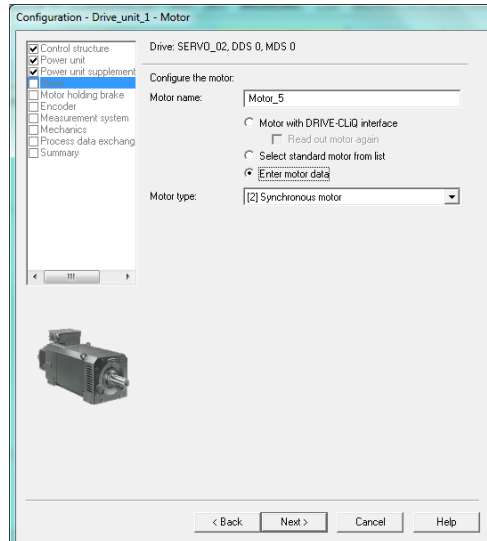 Configuration - Drive_unit_1 - Motor
Control structure
Power unit
Power unit supplement
Motor holding brake
Encoder
Measurement system
Mechanics
Process data exchang
Summary
Drive: SERVO_02, DDS 0, MDS 0
Configure the motor:
Motor name: Motor_5
Motor with DRIVE-CLiQ interface
Read out motor again
Select standard motor from list
Enter motor data
Motor type: [2] Synchronous motor
< Back Next > Cancel Help